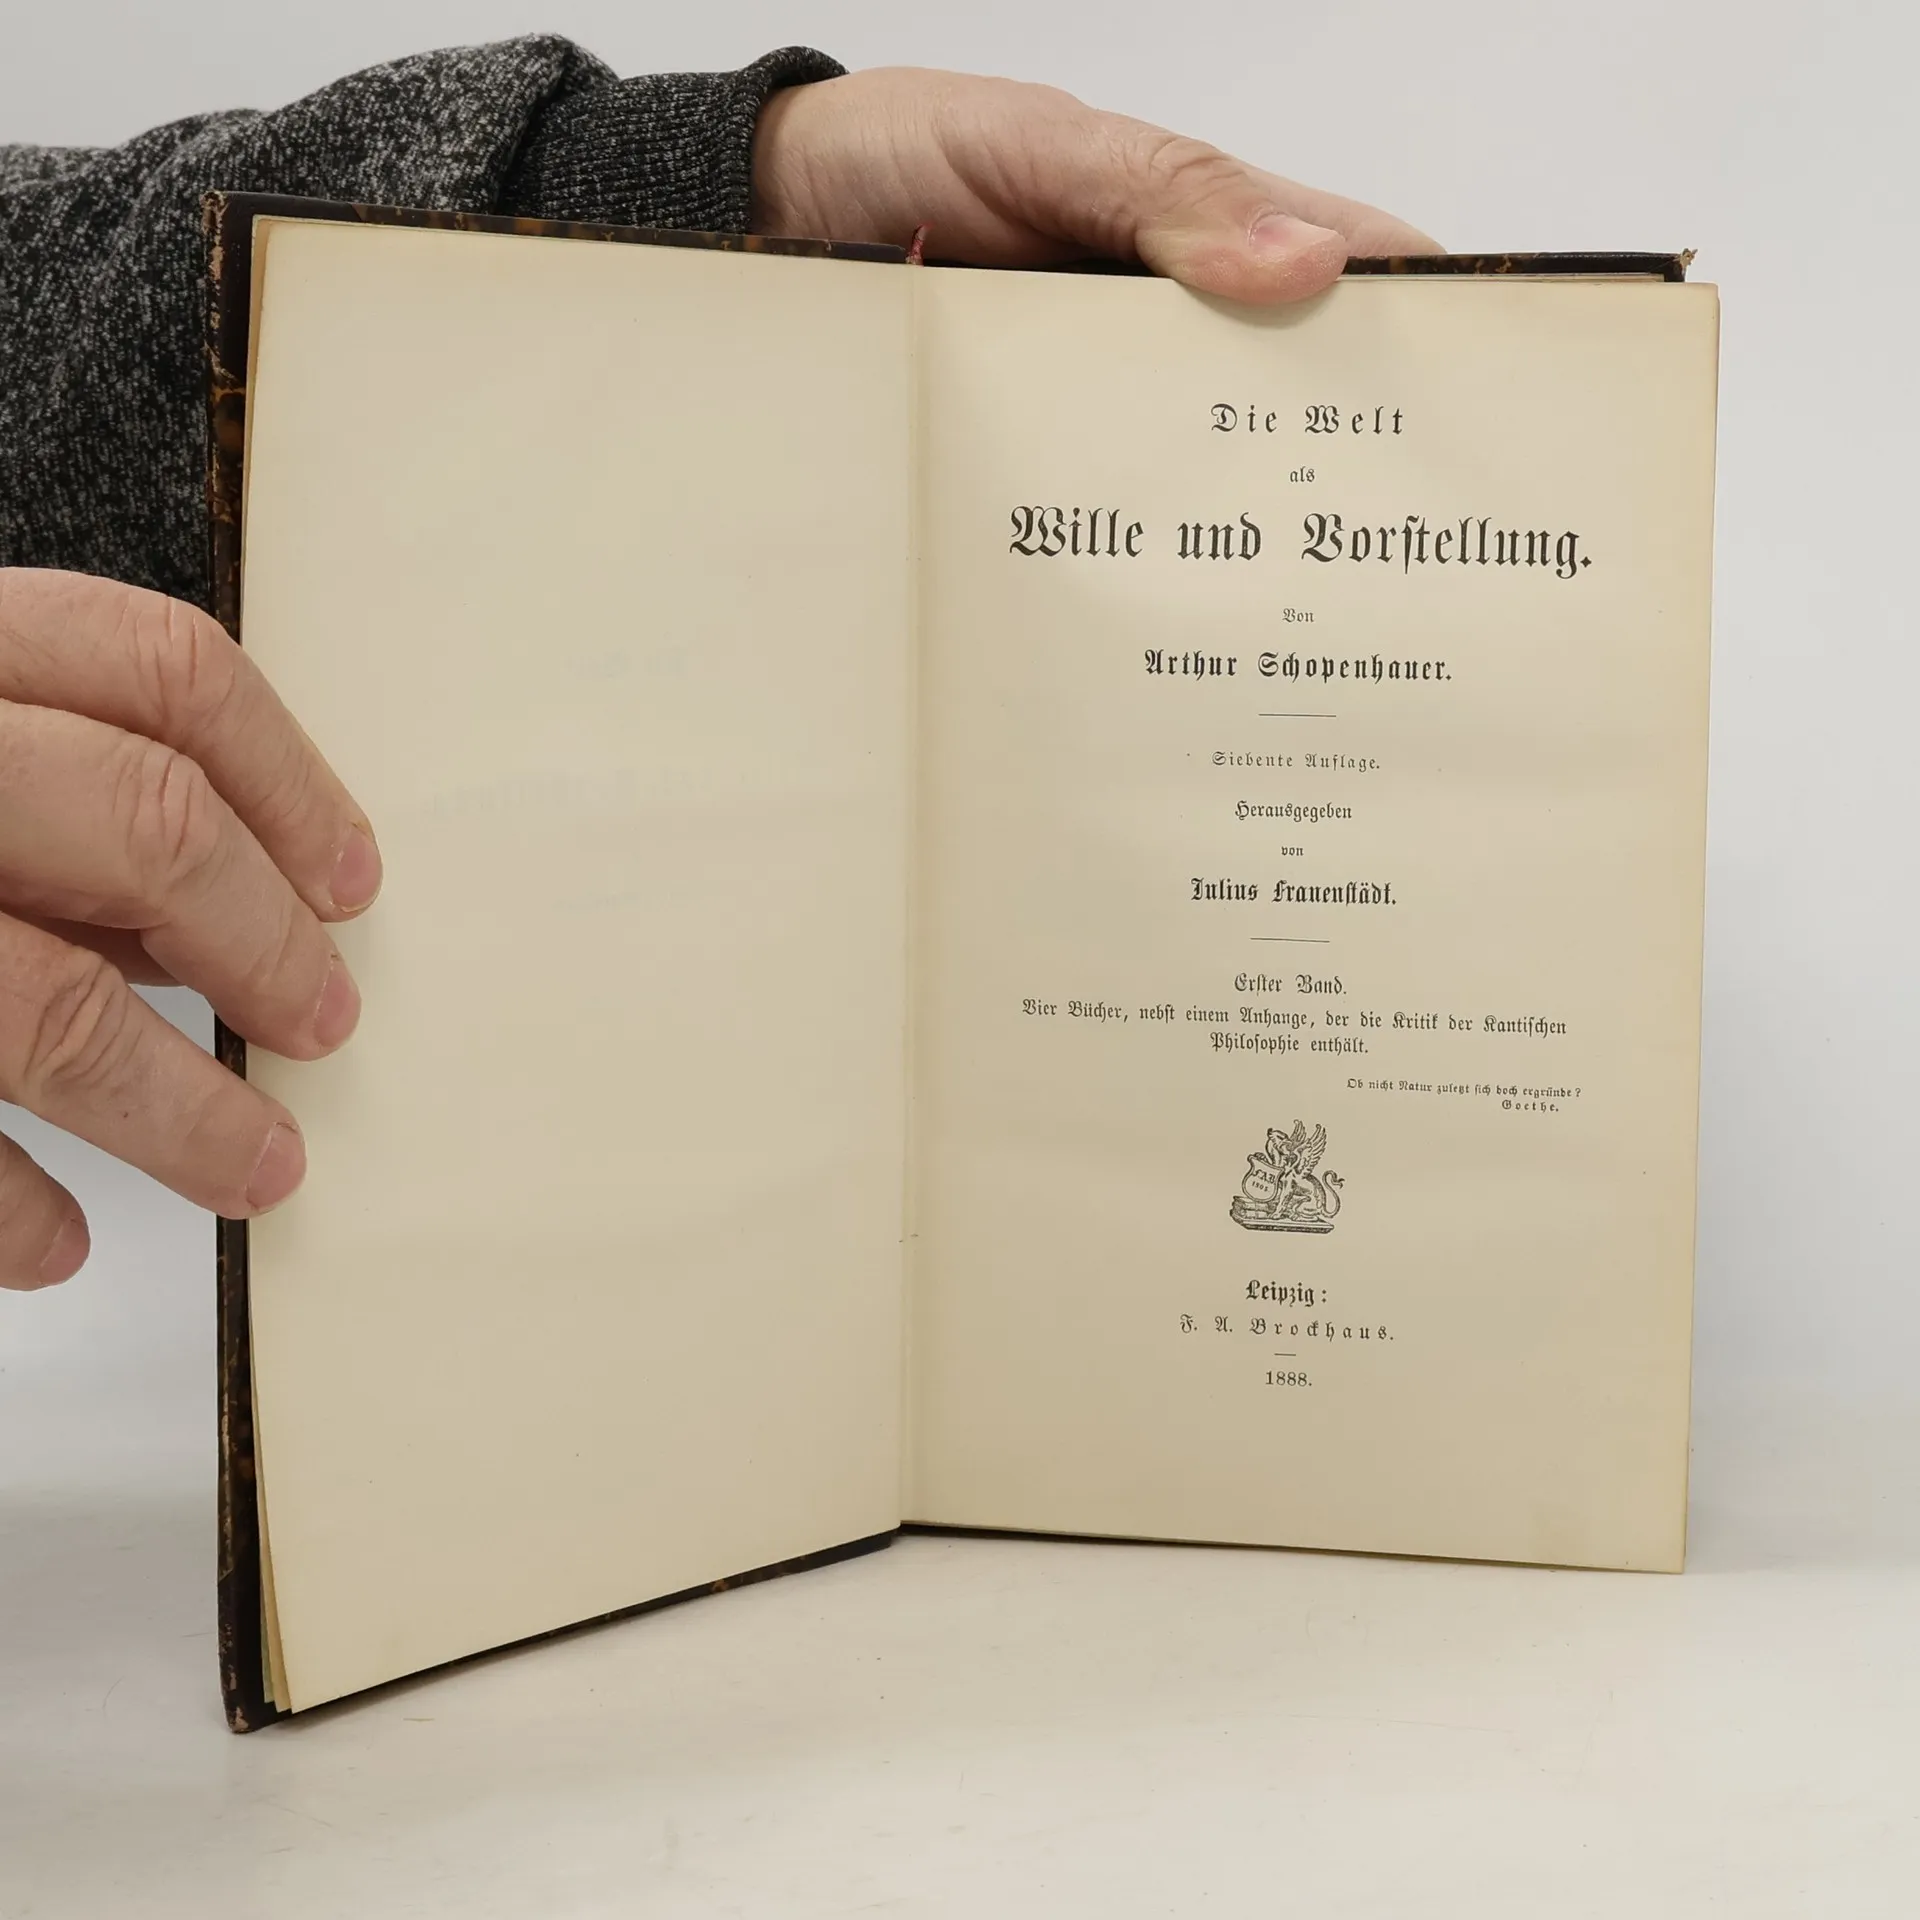 Die Welt
als
Wille und Vorſtellung.
Von
Arthur Schopenhauer.
Siebente Auflage.
Herausgegeben
von
Julius Frauenſtädt.
Erſter Band.
Vier Bücher, nebſt einem Anhange, der die Kritik der Kantiſchen
Philoſophie enthält.
Ob nicht Natur zuletzt ſich doch ergründe?
Goethe.
F.A.B.
1805.
Leipzig:
F. A. Brockhaus.
1888.